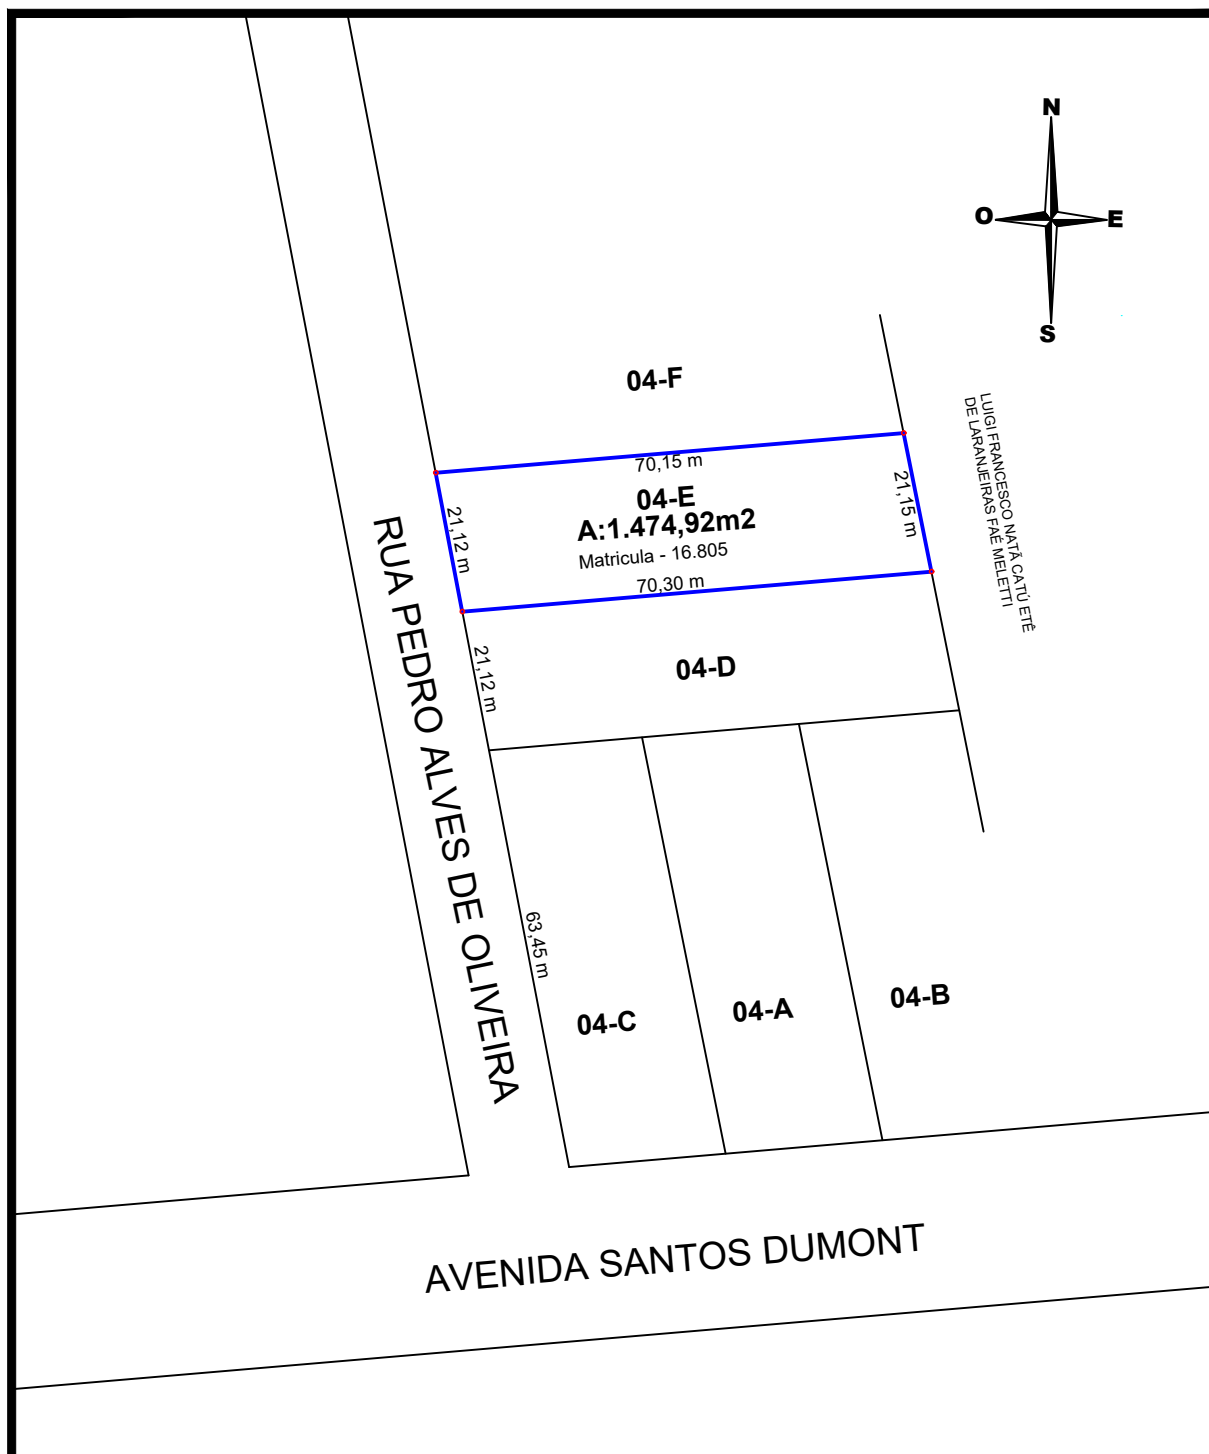 N
O
E
S
04-F
LUIGI FRANCESCO NATÃ CATÚ ETÊ
DE LARANJEIRAS FAÉ MELETTI
70,15 m
04-E
A:1.474,92m2
Matricula - 16.805
70,30 m
21,12 m
21,15 m
RUA PEDRO ALVES DE OLIVEIRA
21,12 m
04-D
63,45 m
04-C
04-A
04-B
AVENIDA SANTOS DUMONT